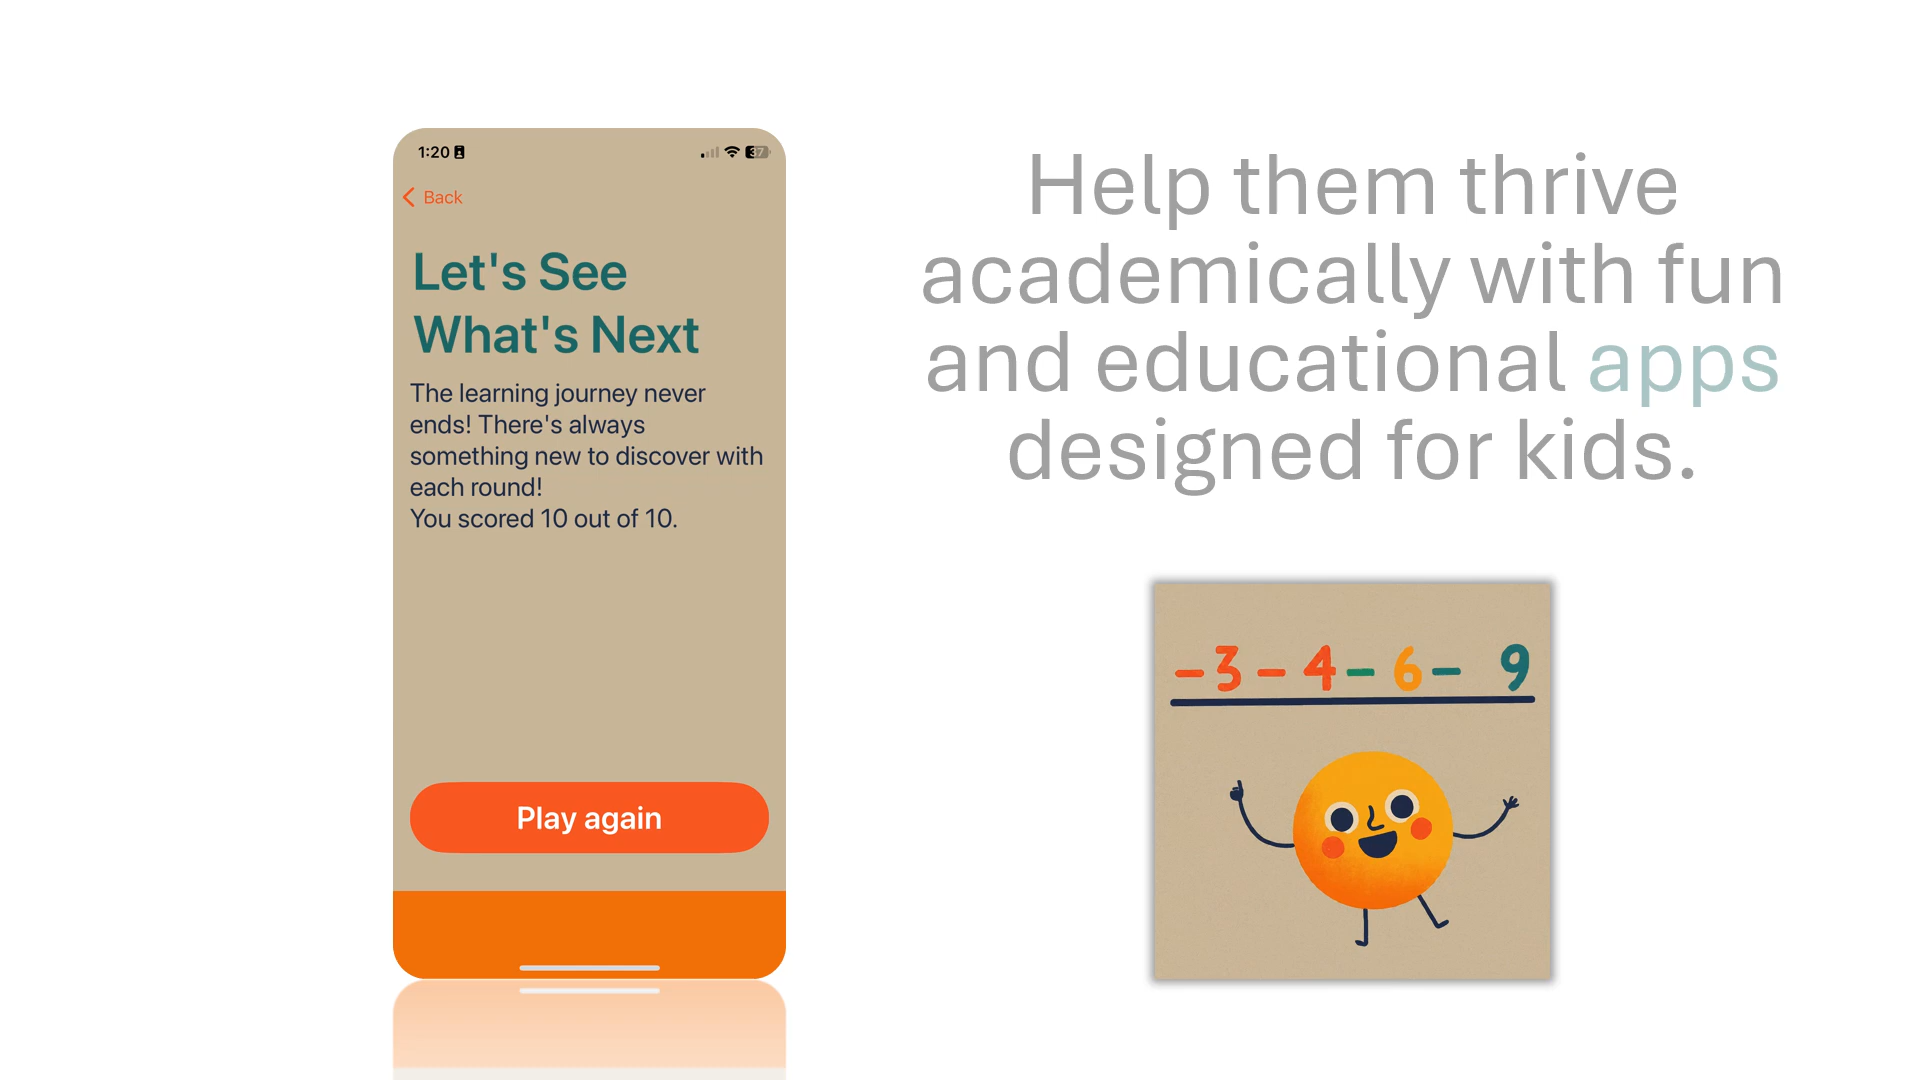 1:20
37
Back
Let's See
What's Next
The learning journey never
ends! There's always
something new to discover with
each round!
You scored 10 out of 10.
Play again
Help them thrive
academically with fun
and educational apps
designed for kids.
-3-4-6- 9